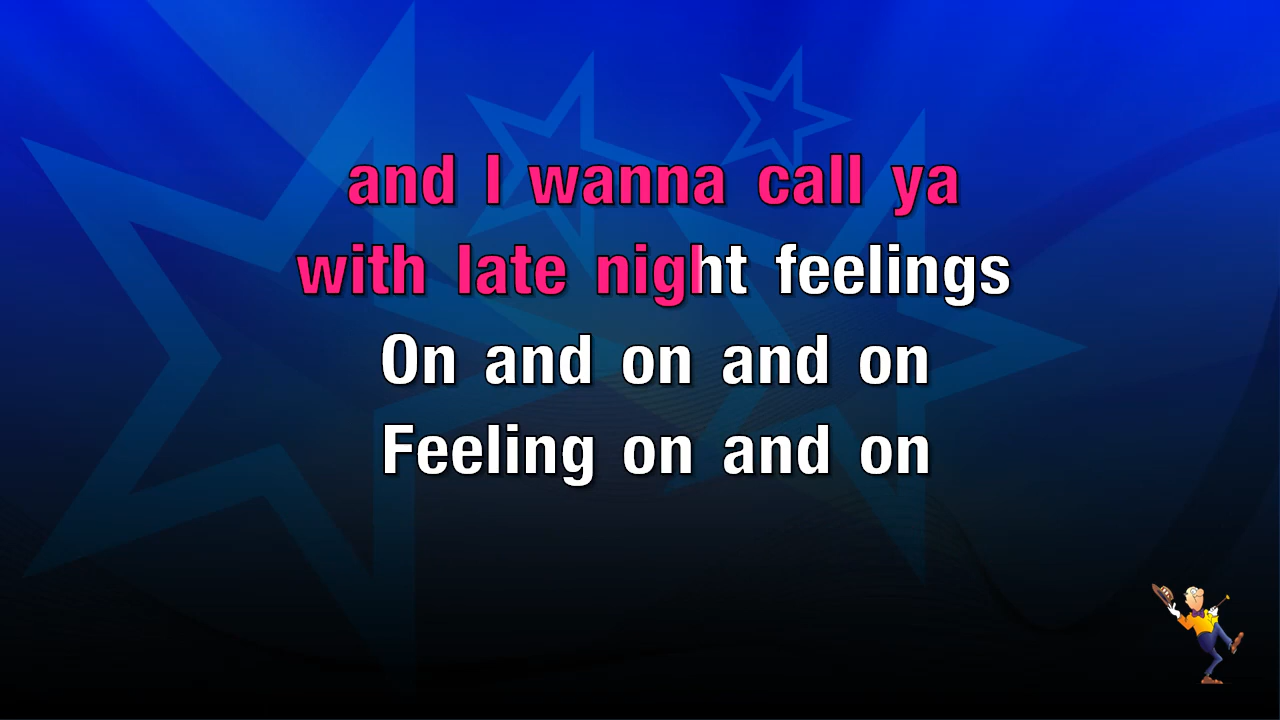 and I wanna call ya
with late night feelings
On and on and on
Feeling on and on